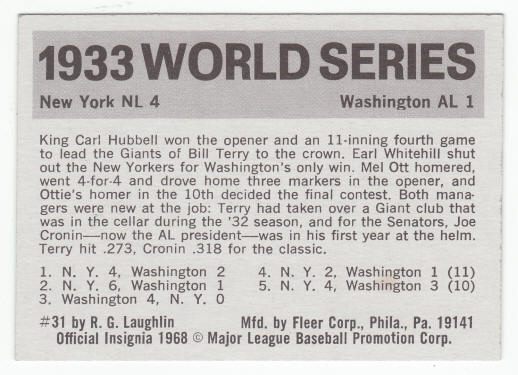 1933 WORLD SERIES
New York NL 4 Washington AL 1
King Carl Hubbell won the opener and an 11-inning fourth game
to lead the Giants of Bill Terry to the crown. Earl Whitehill shut
out the New Yorkers for Washington's only win. Mel Ott homered,
went 4-for-4 and drove home three markers in the opener, and
Ottie's homer in the 10th decided the final contest. Both mana-
gers were new at the job: Terry had taken over a Giant club that
was in the cellar during the '32 season, and for the Senators, Joe
Cronin—now the AL president—was in his first year at the helm.
Terry hit .273, Cronin .318 for the classic.
1. N. Y. 4, Washington 2
2. N. Y. 6, Washington 1
3. Washington 4, N. Y. 0
4. N. Y. 2, Washington 1 (11)
5. N. Y. 4, Washington 3 (10)
#31 by R. G. Laughlin Mfd. by Fleer Corp., Phila., Pa. 19141
Official Insignia 1968 © Major League Baseball Promotion Corp.